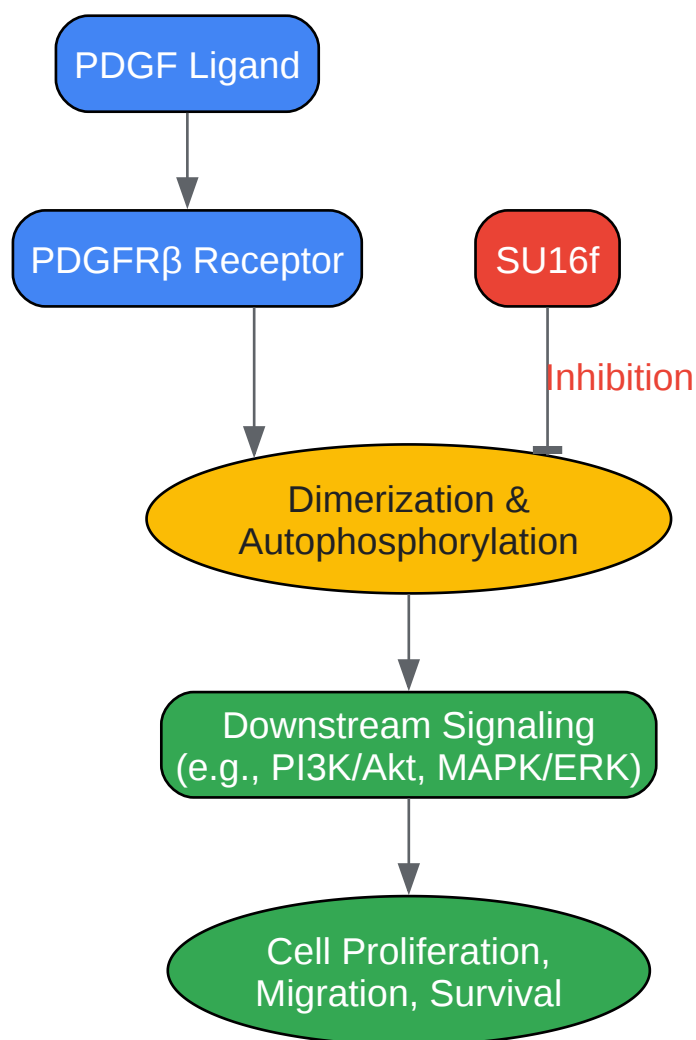 PDGF Ligand
PDGFRβ Receptor
SU16f
Inhibition
Dimerization &
Autophosphorylation
Downstream Signaling
(e.g., PI3K/Akt, MAPK/ERK)
Cell Proliferation,
Migration, Survival